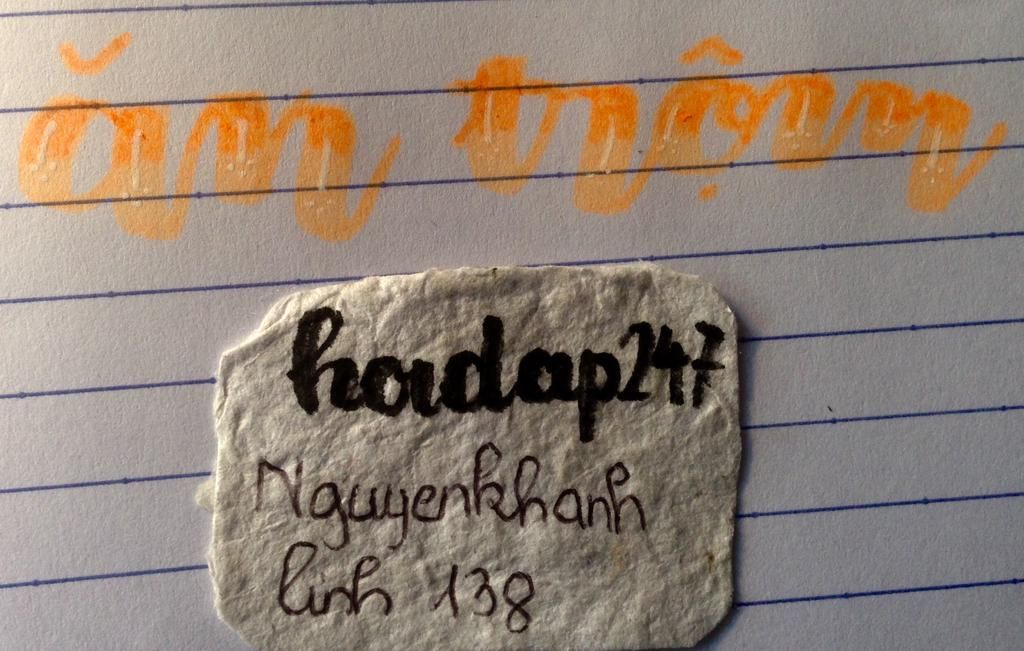 ăn trộm
hoidap247
Nguyenkhanh
linh 138